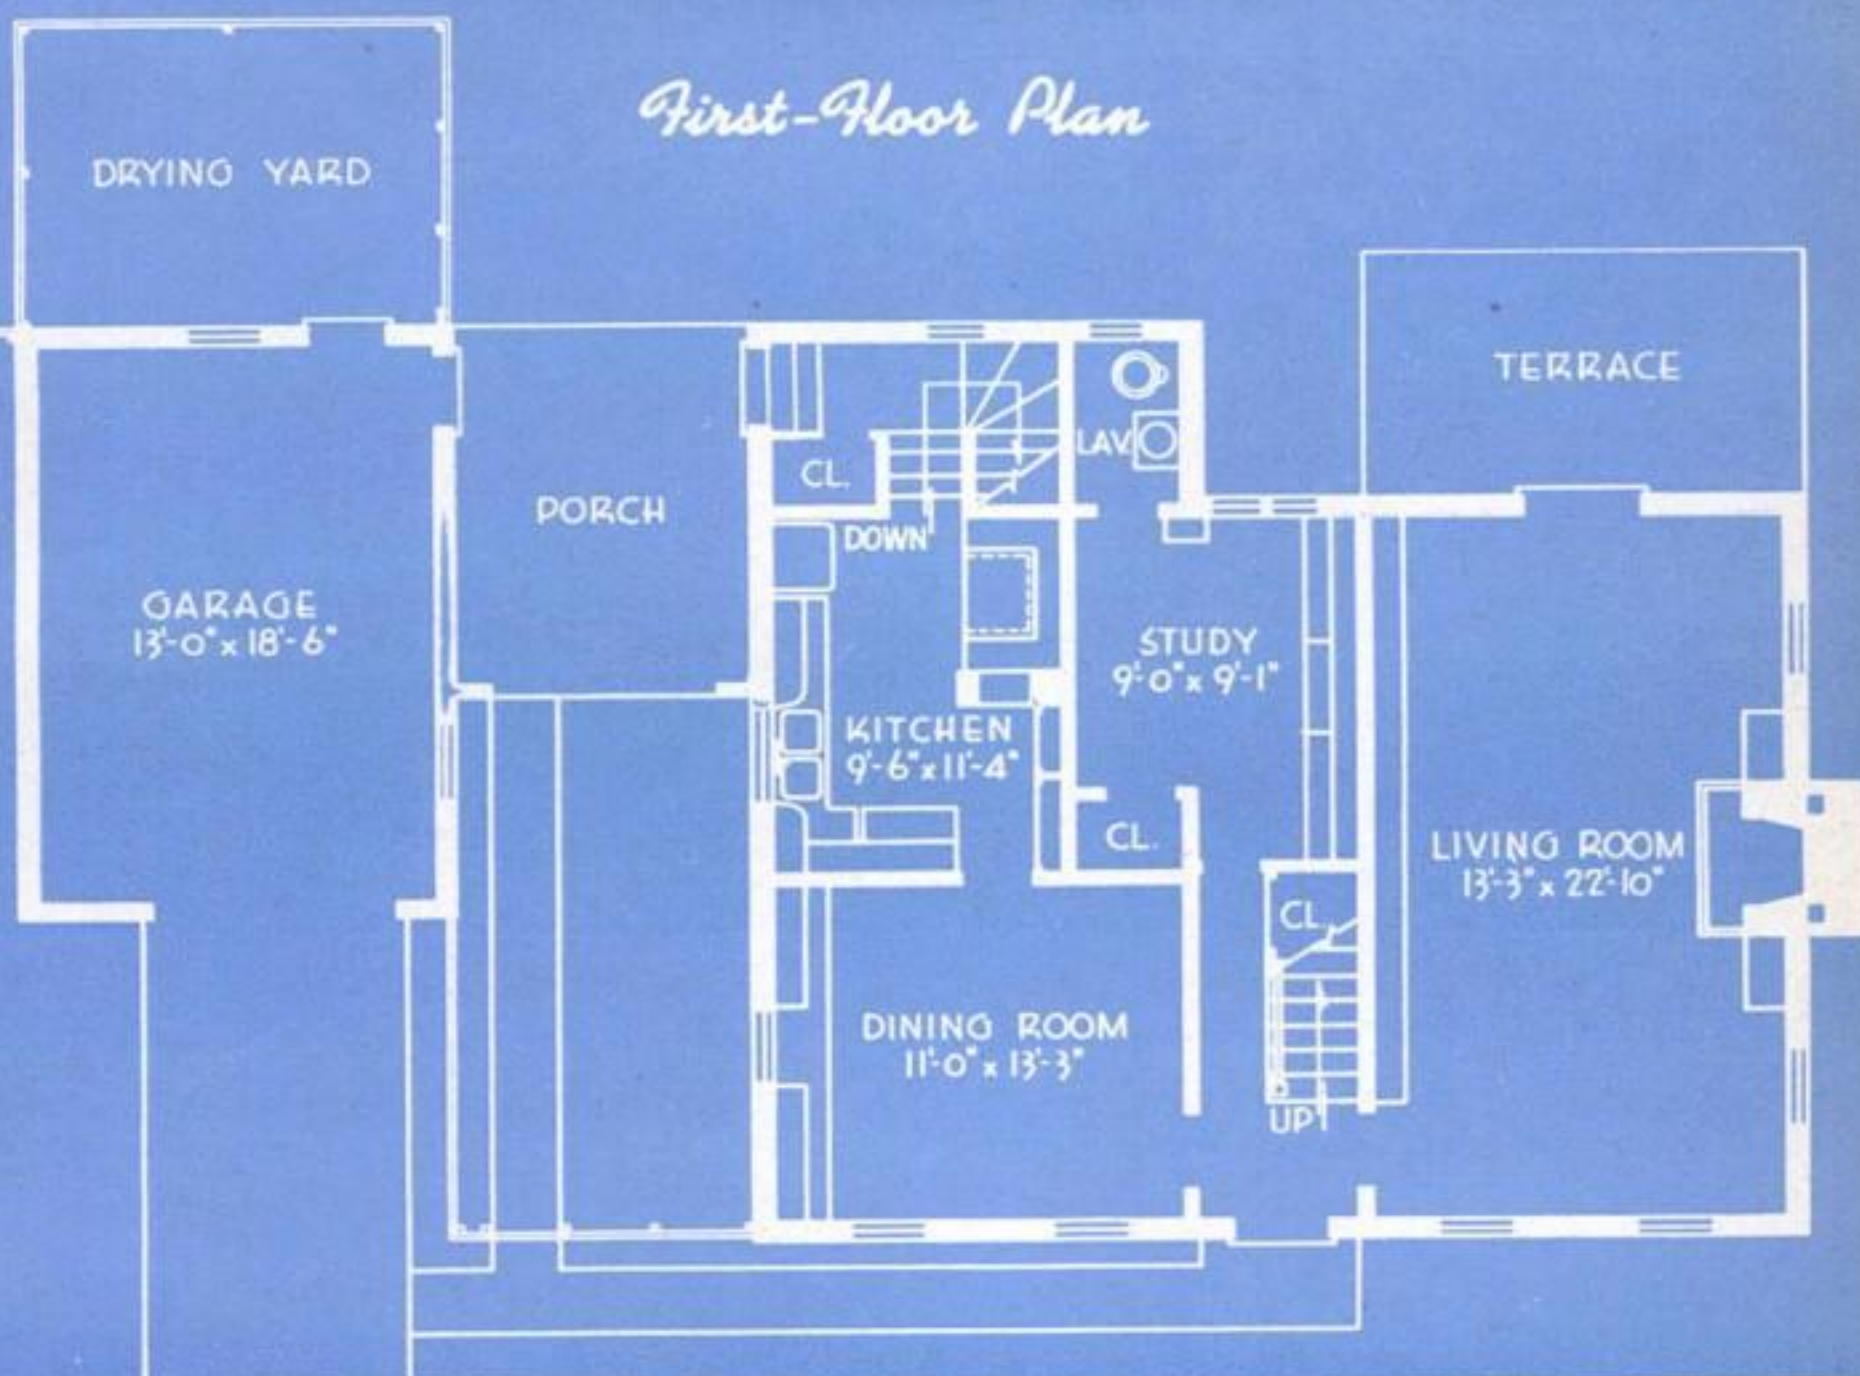 First-Floor Plan
DRYING YARD
TERRACE
LAV.
CL.
PORCH
DOWN
GARAGE
13'-0" x 18'-6"
STUDY
9'-0" x 9'-1"
KITCHEN
9'-6" x 11'-4"
CL.
LIVING ROOM
13'-3" x 22'-10"
CL.
DINING ROOM
11'-0" x 13'-3"
UP